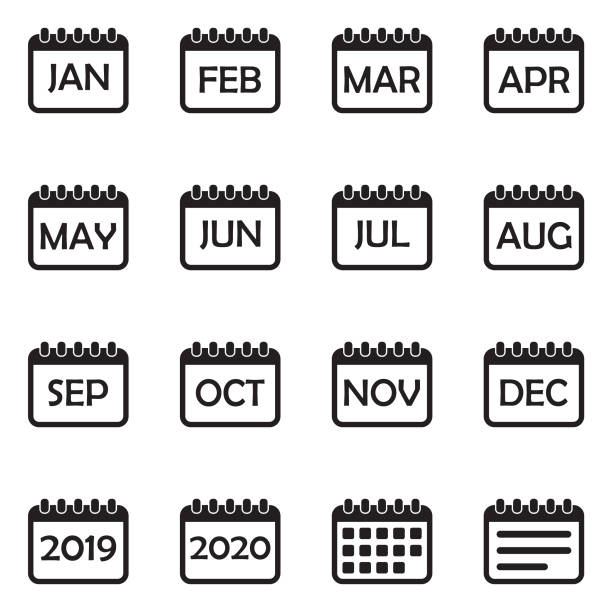 JAN FEB MAR APR
MAY JUN JUL AUG
SEP OCT NOV DEC
2019 2020